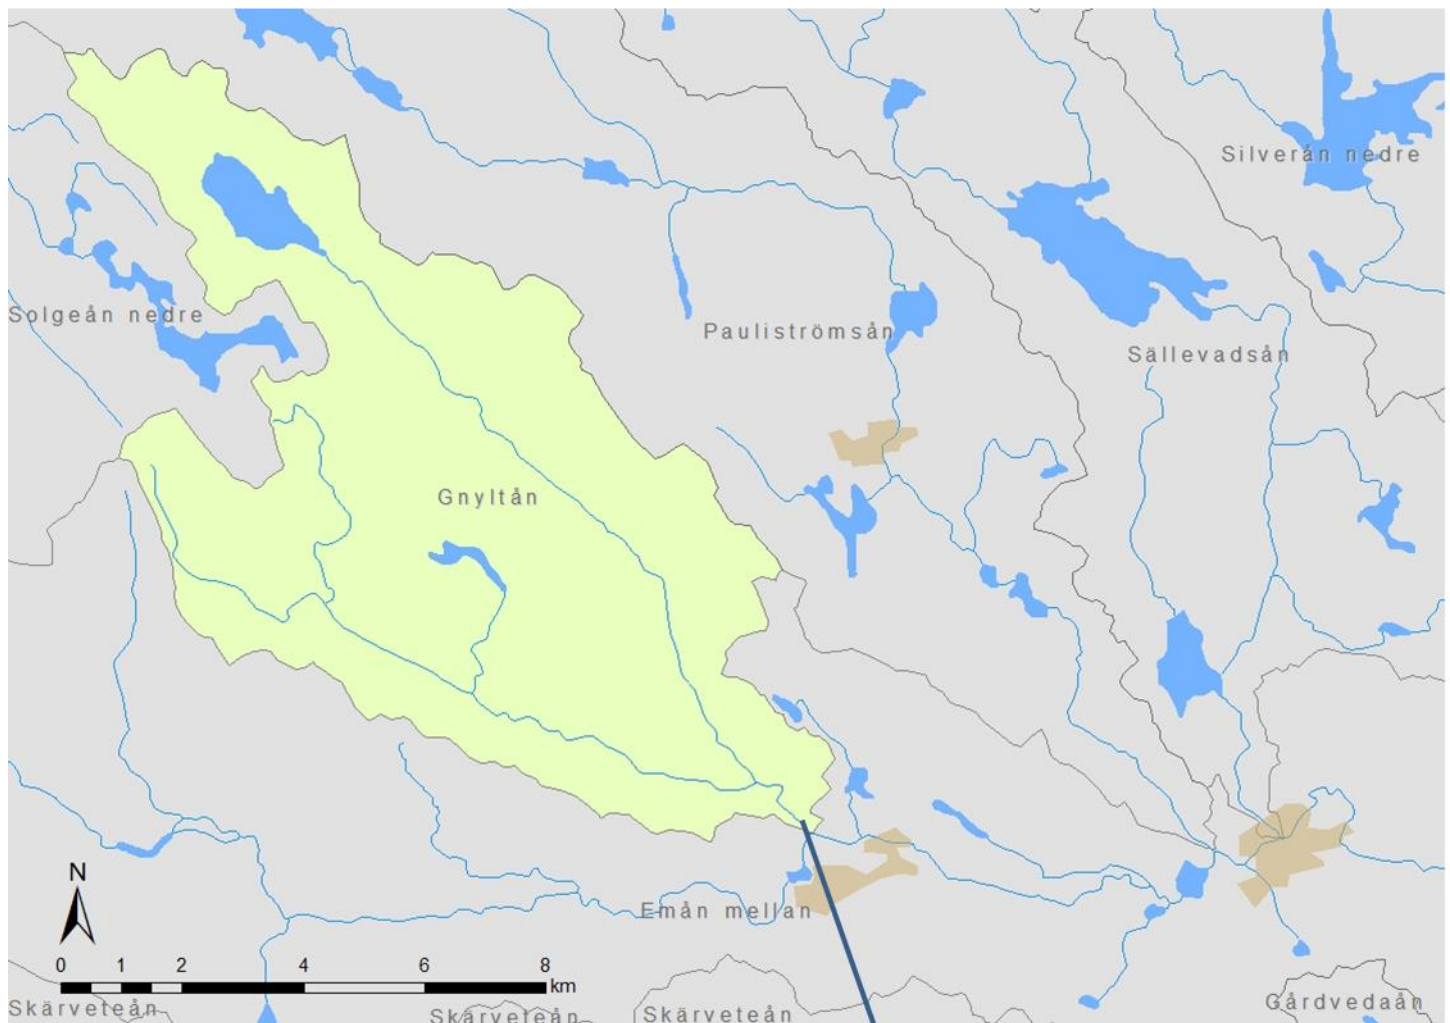 Silverån nedre
Solgeån nedre
Pauliströmsån
Sällevadsån
Gnyltån
N
Emån mellan
0 1 2 4 6 8
km
Skärveteån
Skärveteån
Skärveteån
Gårdvedaån